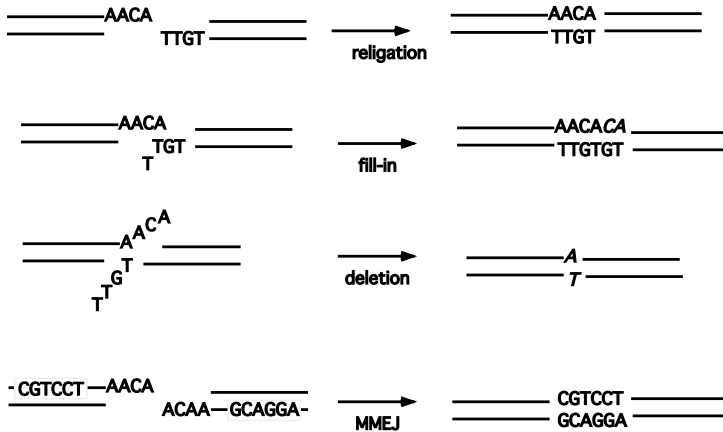 AACA
TTGT
religation
AACA
TTGT
AACA
TGT
T
fill-in
AACACA
TTGTGT
A A C A
T G T T
deletion
A
T
CGTCCT AACA
ACAA GCAGGA
MMEJ
CGTCCT
GCAGGA